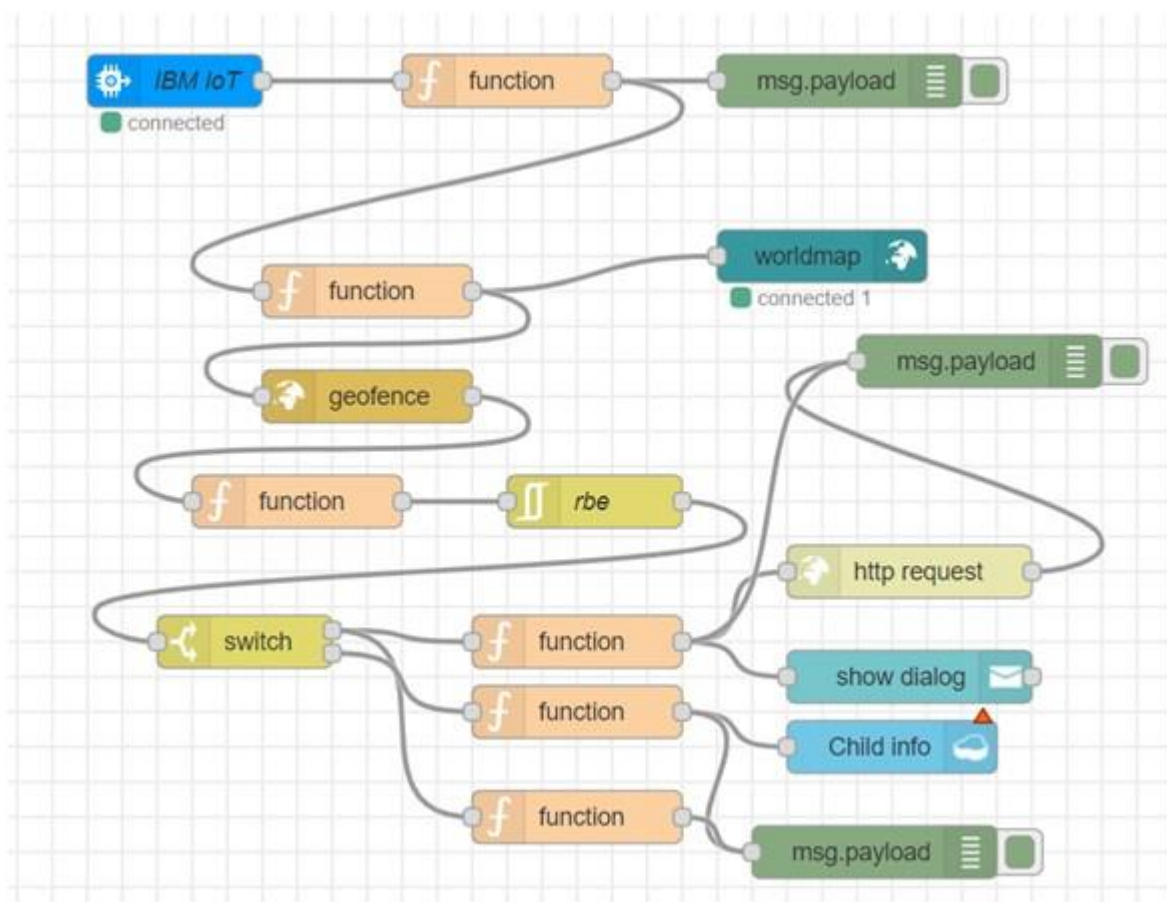 IBM IoT
function
msg.payload
connected
function
worldmap
connected 1
geofence
msg.payload
function
rbe
http request
switch
function
show dialog
function
Child info
function
msg.payload